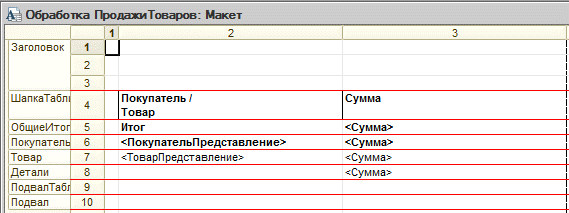 Обработка ПродажиТоваров: Макет
1 2 3
Заголовок 1
2
3
ШапкаТабли 4 Покупатель / Сумма
Товар
ОбщиеИтог 5 Итог <Сумма>
Покупатель 6 <ПокупательПредставление> <Сумма>
Товар 7 <ТоварПредставление> <Сумма>
Детали 8 <Сумма>
ПодвалТабл 9
Подвал 10